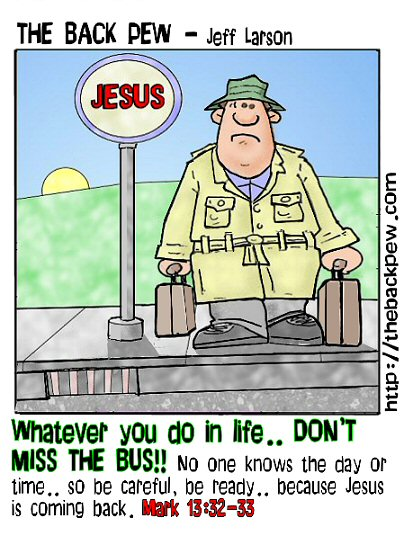 THE BACK PEW - Jeff Larson
JESUS
http://thebackpew.com
Whatever you do in life.. DON'T
MISS THE BUS!! No one knows the day or
time.. so be careful, be ready.. because Jesus
is coming back. Mark 13:32-33